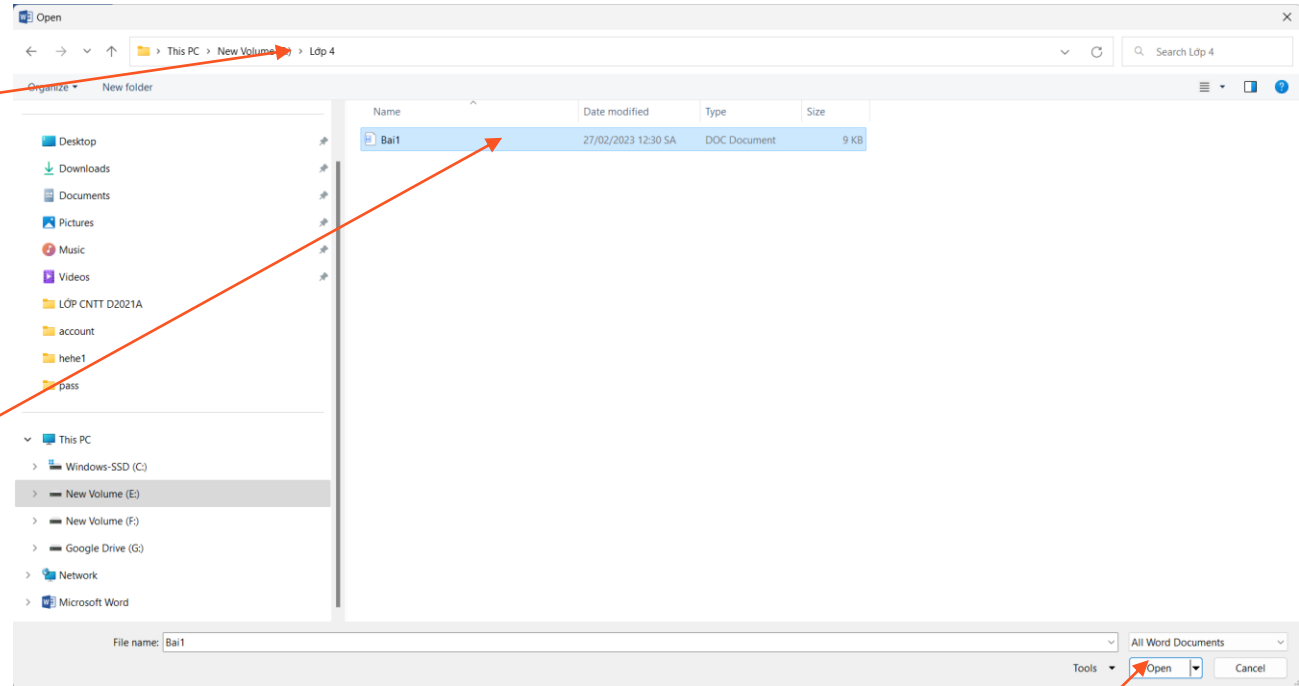 Open
This PC > New Volume > Lớp 4
Search Lớp 4
Organize New folder
Name Date modified Type Size
Bai1 27/02/2023 12:30 SA DOC Document 9 KB
Desktop
Downloads
Documents
Pictures
Music
Videos
LỚP CNTT D2021A
account
hehe1
pass
This PC
Windows-SSD (C:)
New Volume (E:)
New Volume (F:)
Google Drive (G:)
Network
Microsoft Word
File name: Bai1 All Word Documents
Tools Open Cancel